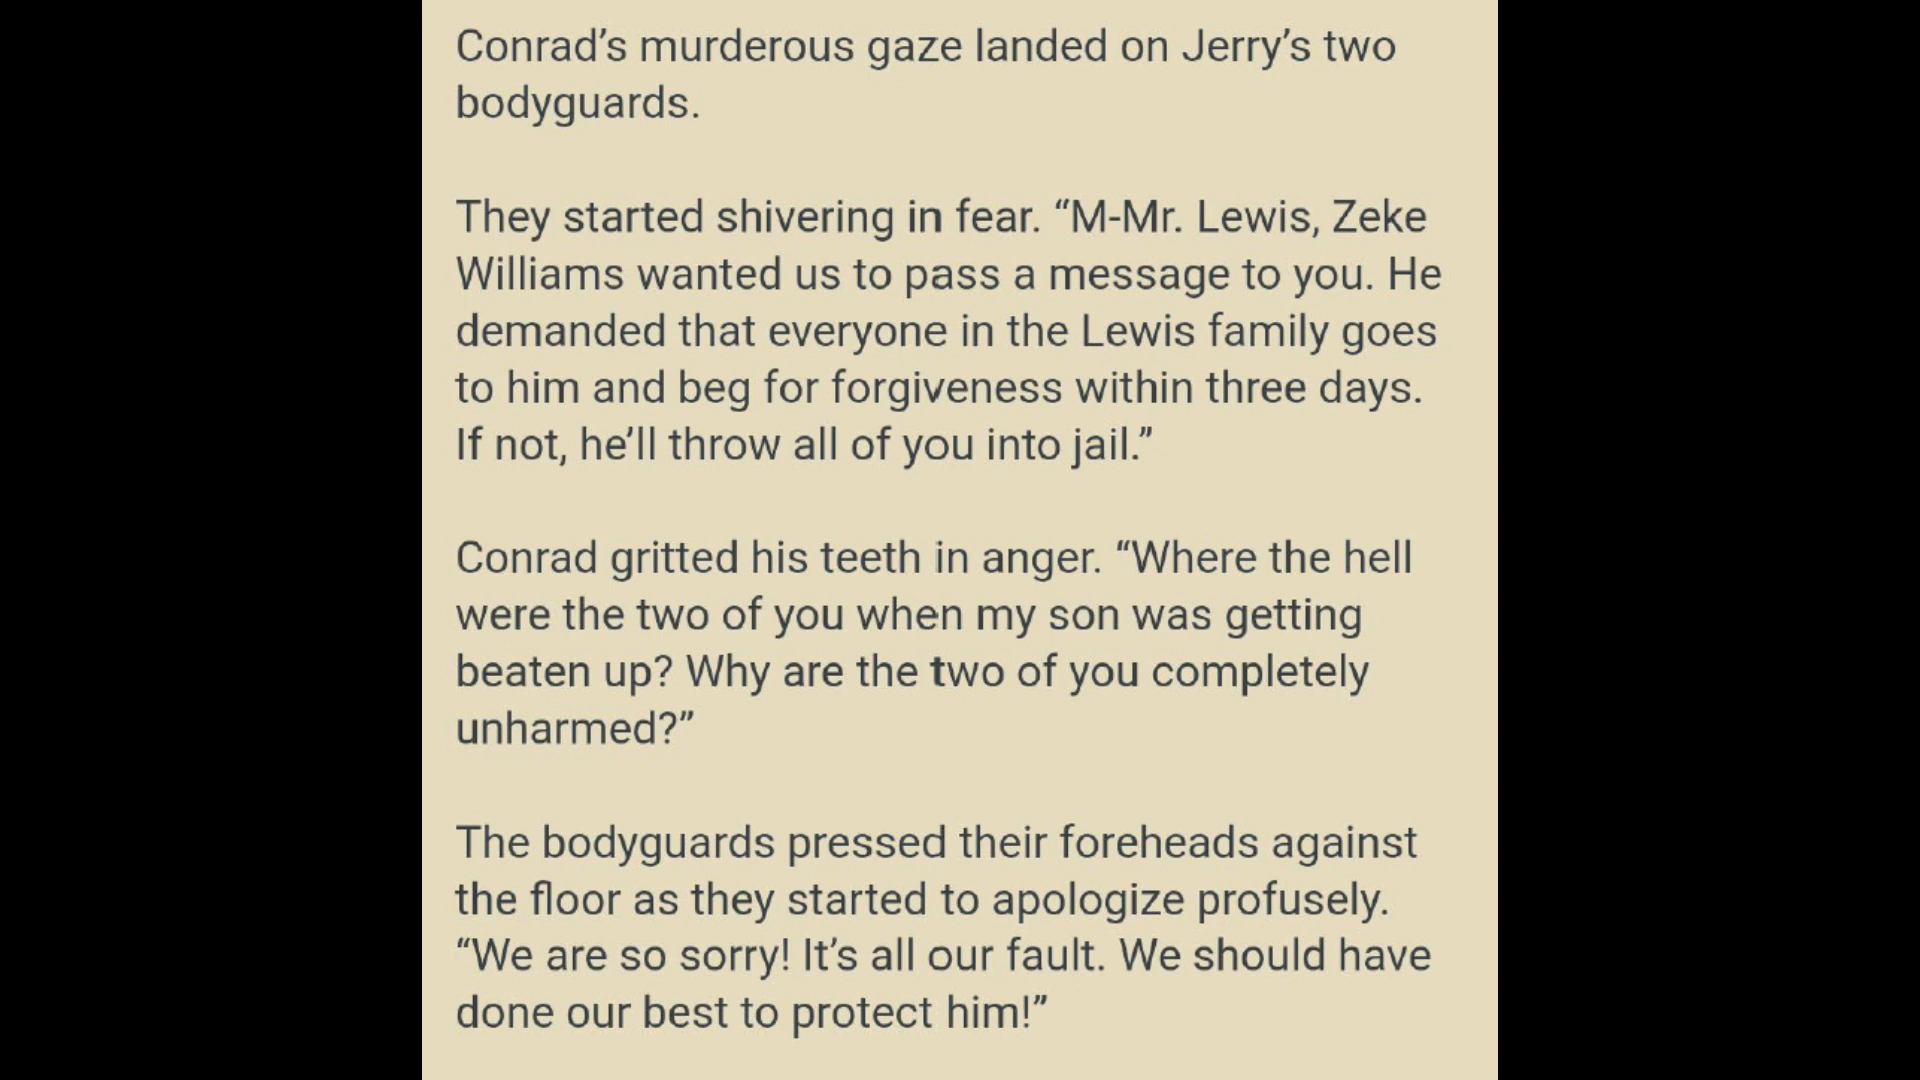 Conrad’s murderous gaze landed on Jerry’s two
bodyguards.
They started shivering in fear. “M-Mr. Lewis, Zeke
Williams wanted us to pass a message to you. He
demanded that everyone in the Lewis family goes
to him and beg for forgiveness within three days.
If not, he’ll throw all of you into jail.”
Conrad gritted his teeth in anger. “Where the hell
were the two of you when my son was getting
beaten up? Why are the two of you completely
unharmed?”
The bodyguards pressed their foreheads against
the floor as they started to apologize profusely.
“We are so sorry! It’s all our fault. We should have
done our best to protect him!”